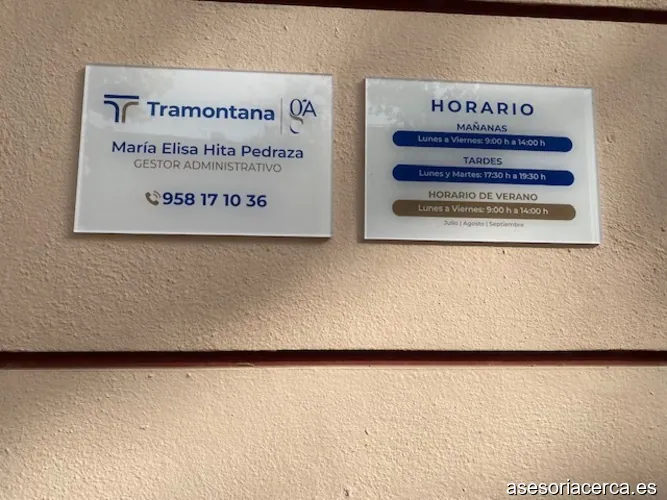 Tramontana
gA
María Elisa Hita Pedraza
GESTOR ADMINISTRATIVO
958 17 10 36
HORARIO
MAÑANAS
Lunes a Viernes: 9:00 h a 14:00 h
TARDES
Lunes y Martes: 17:30 h a 19:30 h
HORARIO DE VERANO
Lunes a Viernes: 9:00 h a 14:00 h
Julio | Agosto | Septiembre
asesoriacerca.es